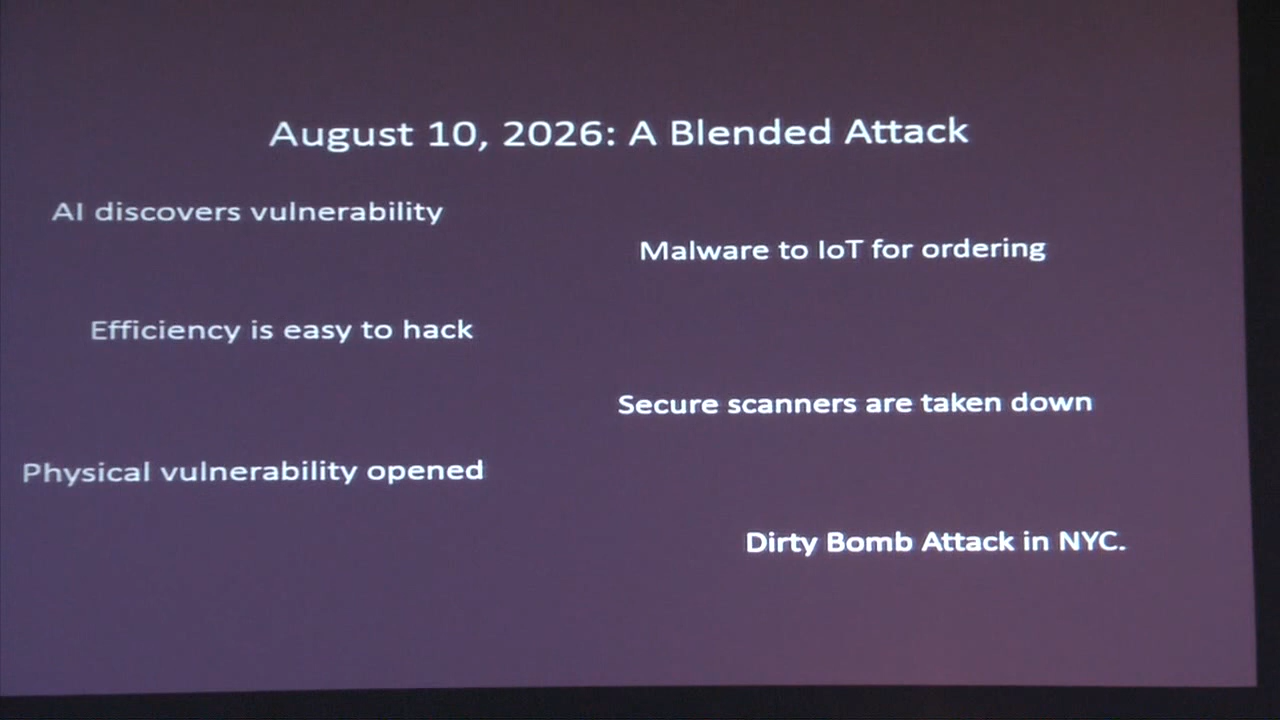 August 10, 2026: A Blended Attack
AI discovers vulnerability
Malware to IoT for ordering
Efficiency is easy to hack
Secure scanners are taken down
Physical vulnerability opened
Dirty Bomb Attack in NYC.